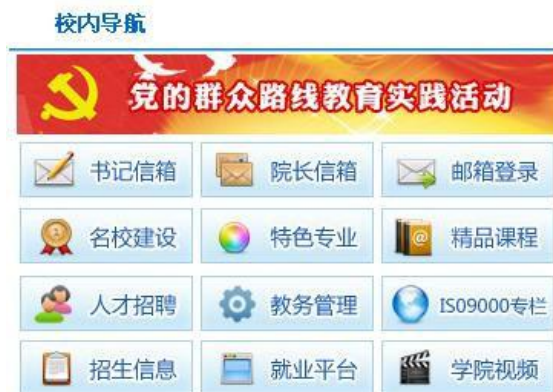 校内导航
党的群众路线教育实践活动
书记信箱 院长信箱 邮箱登录
名校建设 特色专业 精品课程
人才招聘 教务管理 ISO9000专栏
招生信息 就业平台 学院视频